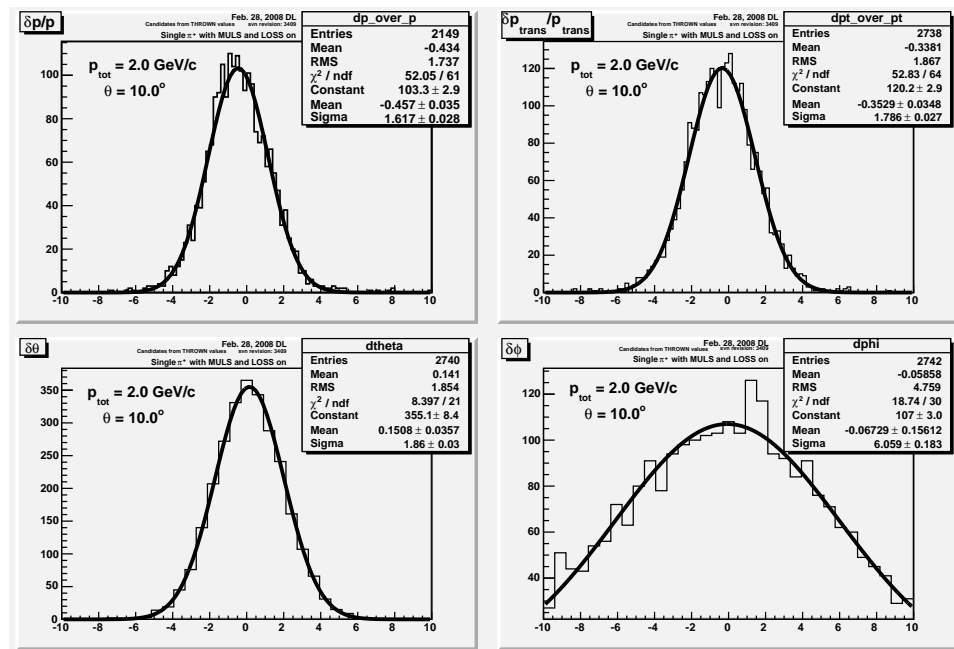 δp/p
Feb. 28, 2008 DL
Candidates from THROWN values svn revision: 3409
Single π⁺ with MULS and LOSS on
p_tot = 2.0 GeV/c
θ = 10.0°
dp_over_p
Entries 2149
Mean -0.434
RMS 1.737
χ² / ndf 52.05 / 61
Constant 103.3 ± 2.9
Mean -0.457 ± 0.035
Sigma 1.617 ± 0.028
100
80
60
40
20
0
-10 -8 -6 -4 -2 0 2 4 6 8 10
δp_trans/p_trans
Feb. 28, 2008 DL
Candidates from THROWN values svn revision: 3409
Single π⁺ with MULS and LOSS on
p_tot = 2.0 GeV/c
θ = 10.0°
dpt_over_pt
Entries 2738
Mean -0.3381
RMS 1.867
χ² / ndf 52.83 / 64
Constant 120.2 ± 2.9
Mean -0.3529 ± 0.0348
Sigma 1.786 ± 0.027
120
100
80
60
40
20
0
-10 -8 -6 -4 -2 0 2 4 6 8 10
δθ
Feb. 28, 2008 DL
Candidates from THROWN values svn revision: 3409
Single π⁺ with MULS and LOSS on
p_tot = 2.0 GeV/c
θ = 10.0°
dtheta
Entries 2740
Mean 0.141
RMS 1.854
χ² / ndf 8.397 / 21
Constant 355.1 ± 8.4
Mean 0.1508 ± 0.0357
Sigma 1.86 ± 0.03
350
300
250
200
150
100
50
0
-10 -8 -6 -4 -2 0 2 4 6 8 10
δϕ
Feb. 28, 2008 DL
Candidates from THROWN values svn revision: 3409
Single π⁺ with MULS and LOSS on
p_tot = 2.0 GeV/c
θ = 10.0°
dphi
Entries 2742
Mean -0.05858
RMS 4.759
χ² / ndf 18.74 / 30
Constant 107 ± 3.0
Mean -0.06729 ± 0.15612
Sigma 6.059 ± 0.183
120
100
80
60
40
-10 -8 -6 -4 -2 0 2 4 6 8 10